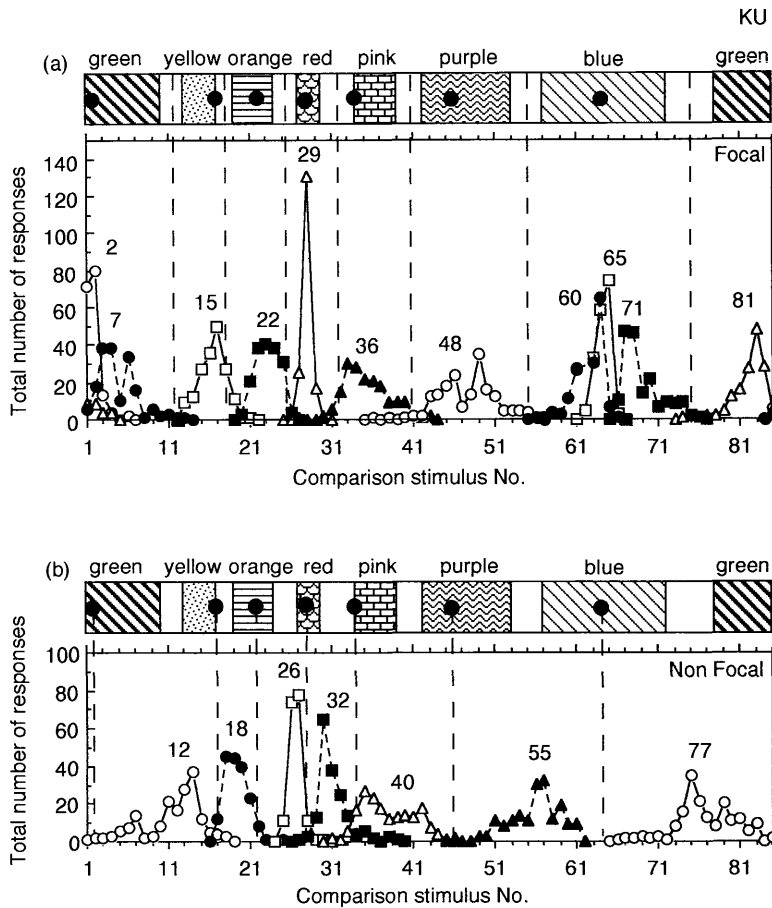 KU
green yellow orange red pink purple blue green
(a)
Focal
Total number of responses
140
120
100
80
60
40
20
0
2
7
15
22
29
36
48
60
65
71
81
1 11 21 31 41 51 61 71 81
Comparison stimulus No.
(b)
green yellow orange red pink purple blue green
Non Focal
Total number of responses
100
80
60
40
20
0
12
18
26
32
40
55
77
1 11 21 31 41 51 61 71 81
Comparison stimulus No.